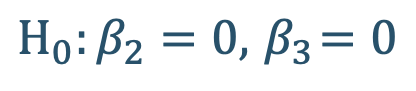 H₀: β₂ = 0, β₃ = 0